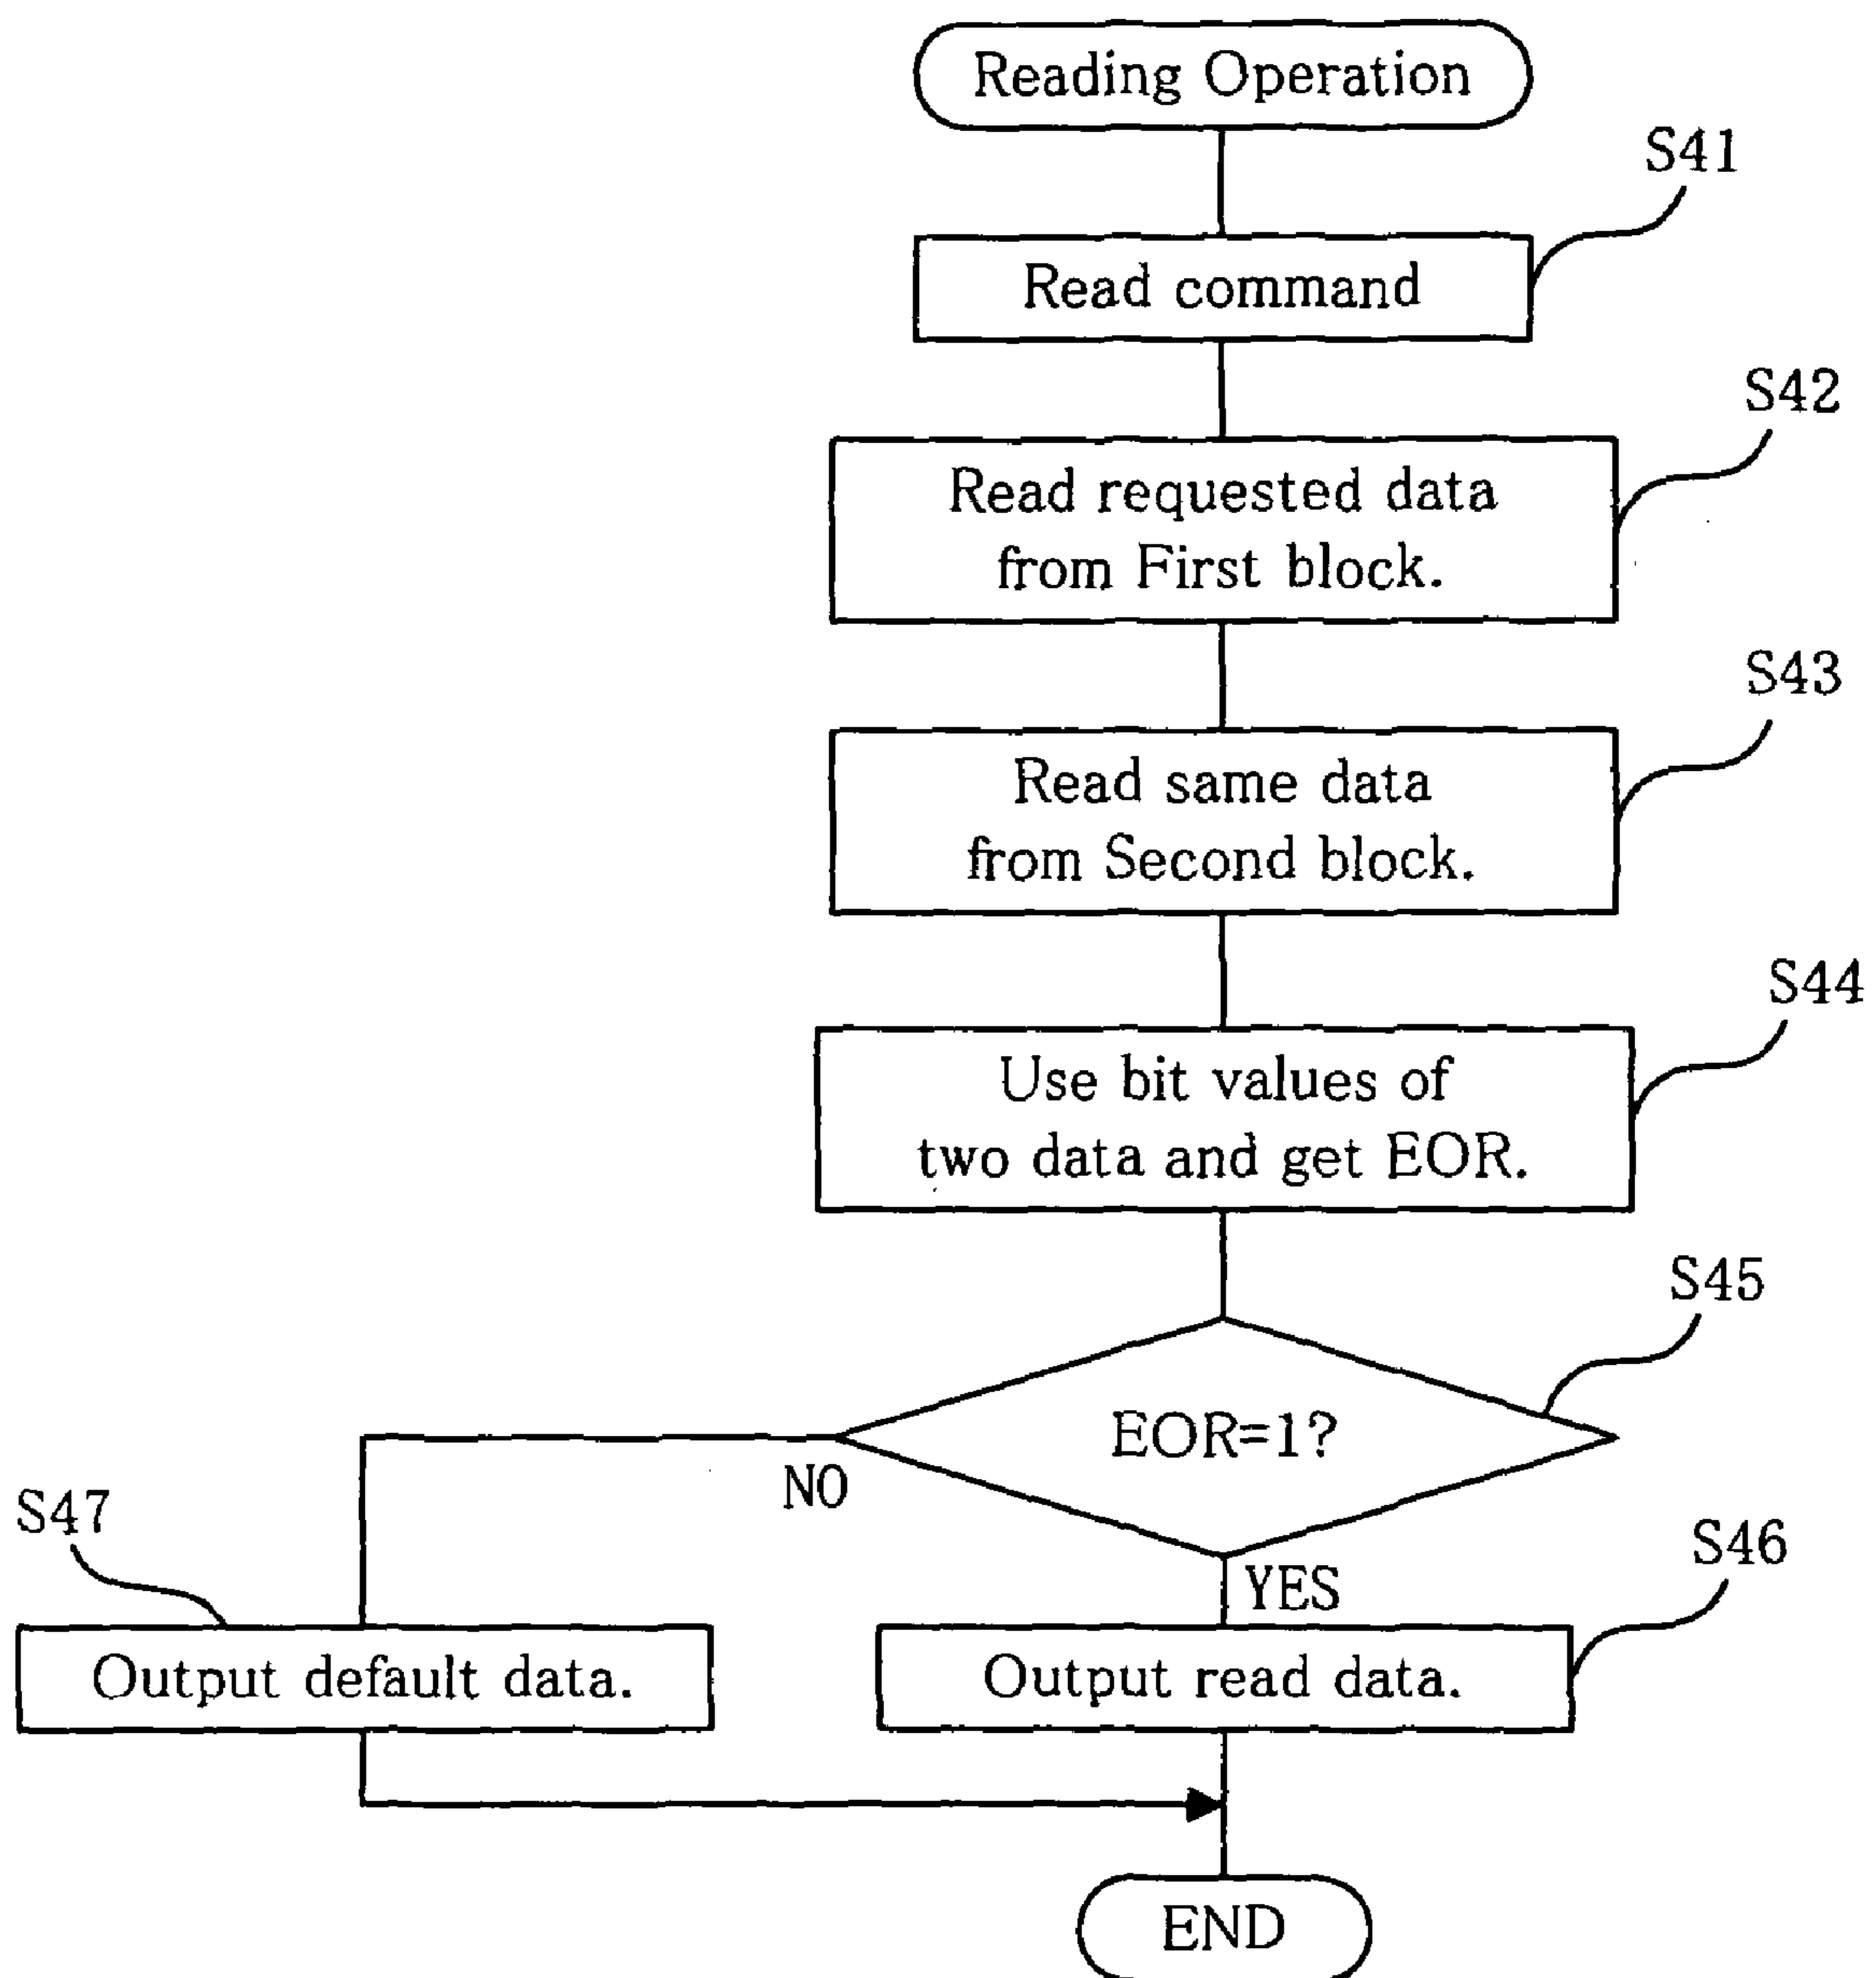 Reading Operation
S41
Read command
S42
Read requested data
from First block.
S43
Read same data
from Second block.
S44
Use bit values of
two data and get EOR.
S45
EOR=1?
NO
S47
S46
YES
Output default data.
Output read data.
END